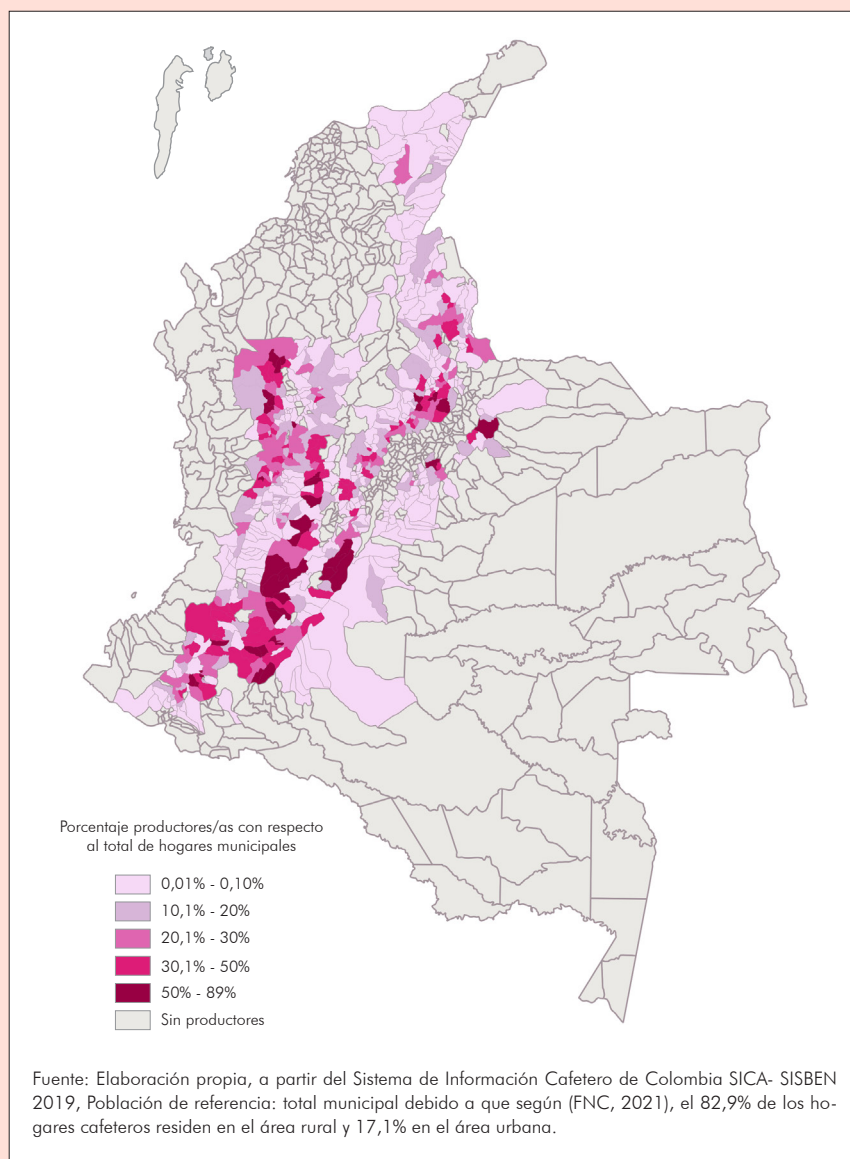 Porcentaje productores/as con respecto
al total de hogares municipales
0,01% - 0,10%
10,1% - 20%
20,1% - 30%
30,1% - 50%
50% - 89%
Sin productores
Fuente: Elaboración propia, a partir del Sistema de Información Cafetero de Colombia SICA- SISBEN
2019, Población de referencia: total municipal debido a que según (FNC, 2021), el 82,9% de los ho-
gares cafeteros residen en el área rural y 17,1% en el área urbana.